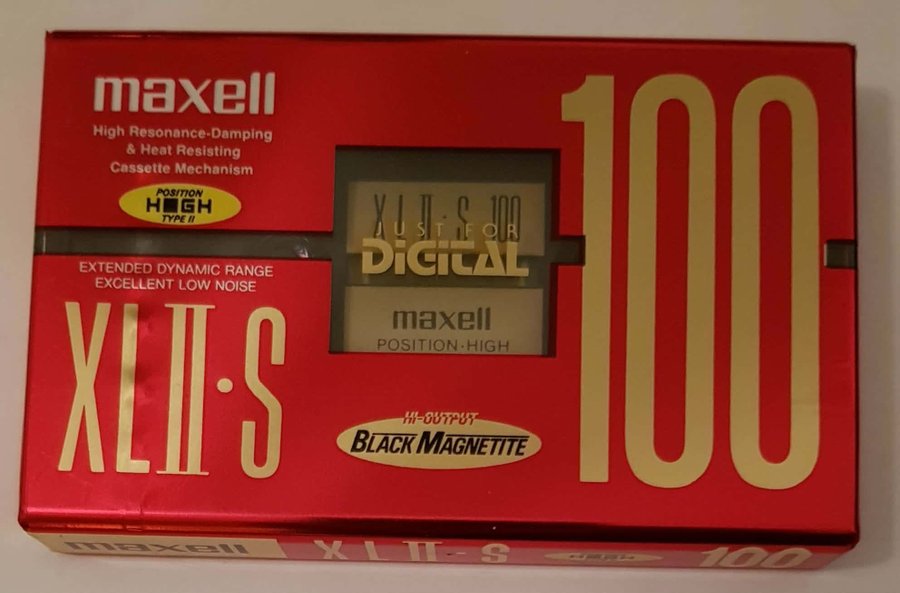 maxell
High Resonance-Damping
& Heat Resisting
Cassette Mechanism
POSITION
HIGH
TYPE II
EXTENDED DYNAMIC RANGE
EXCELLENT LOW NOISE
XLII·S
XLII·S 100
JUST FOR
DIGITAL
maxell
POSITION·HIGH
HI-OUTPUT
BLACK MAGNETITE
100
maxell
XLII·S
HIGH
100